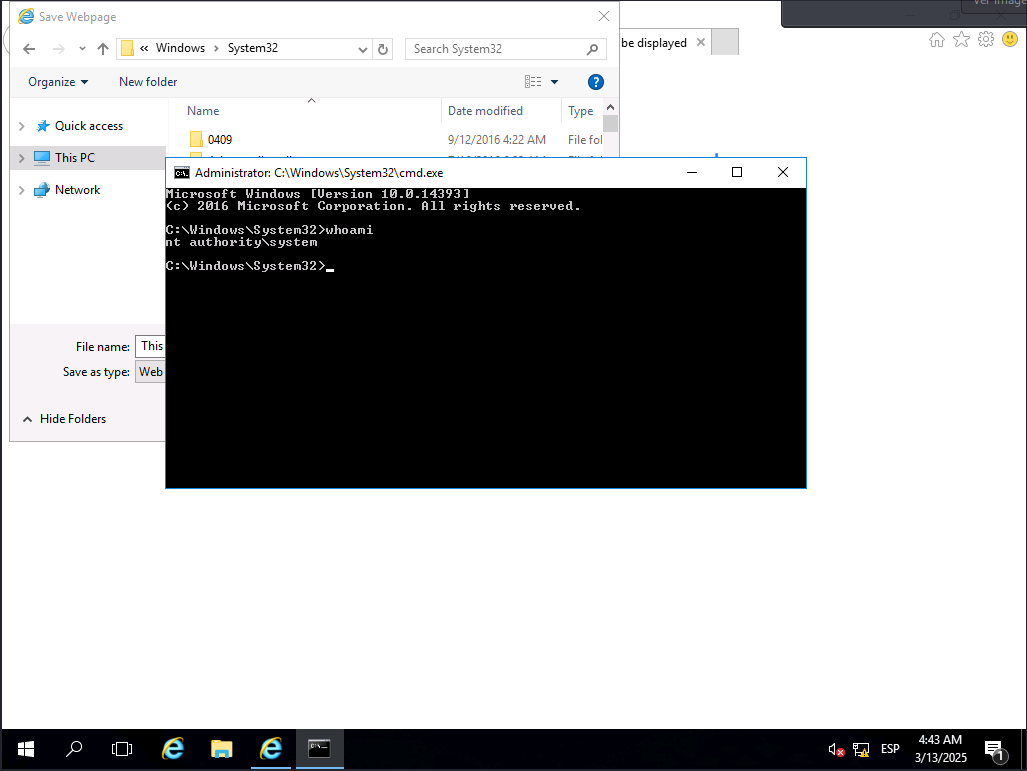 Save Webpage
Ver image
« Windows › System32
Search System32
be displayed
Organize
New folder
?
Name
Date modified
Type
Quick access
0409
9/12/2016 4:22 AM
File fol
This PC
Network
Administrator: C:\Windows\System32\cmd.exe
Microsoft Windows [Version 10.0.14393]
(c) 2016 Microsoft Corporation. All rights reserved.
C:\Windows\System32>whoami
nt authority\system
C:\Windows\System32>
File name:
This
Save as type:
Web
Hide Folders
ESP
4:43 AM
3/13/2025
1